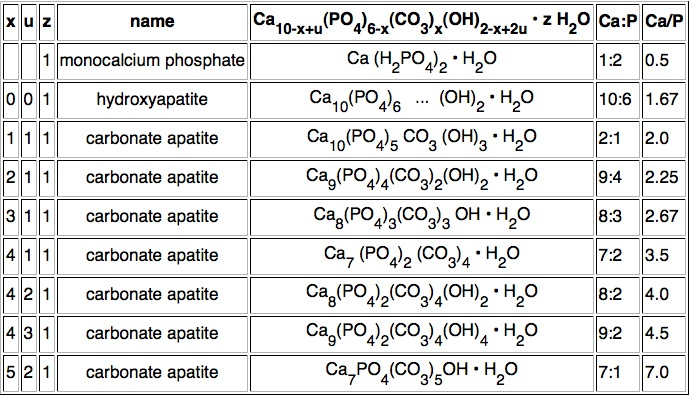 x u z name Ca₁₀₋ₓ₊ᵤ(PO₄)₆₋ₓ(CO₃)ₓ(OH)₂₋ₓ₊₂ᵤ · z H₂O Ca:P Ca/P
1 monocalcium phosphate Ca (H₂PO₄)₂ · H₂O 1:2 0.5
0 0 1 hydroxyapatite Ca₁₀(PO₄)₆ ... (OH)₂ · H₂O 10:6 1.67
1 1 1 carbonate apatite Ca₁₀(PO₄)₅ CO₃ (OH)₃ · H₂O 2:1 2.0
2 1 1 carbonate apatite Ca₉(PO₄)₄(CO₃)₂(OH)₂ · H₂O 9:4 2.25
3 1 1 carbonate apatite Ca₈(PO₄)₃(CO₃)₃ OH · H₂O 8:3 2.67
4 1 1 carbonate apatite Ca₇ (PO₄)₂ (CO₃)₄ · H₂O 7:2 3.5
4 2 1 carbonate apatite Ca₈(PO₄)₂(CO₃)₄(OH)₂ · H₂O 8:2 4.0
4 3 1 carbonate apatite Ca₉(PO₄)₂(CO₃)₄(OH)₄ · H₂O 9:2 4.5
5 2 1 carbonate apatite Ca₇PO₄(CO₃)₅OH · H₂O 7:1 7.0